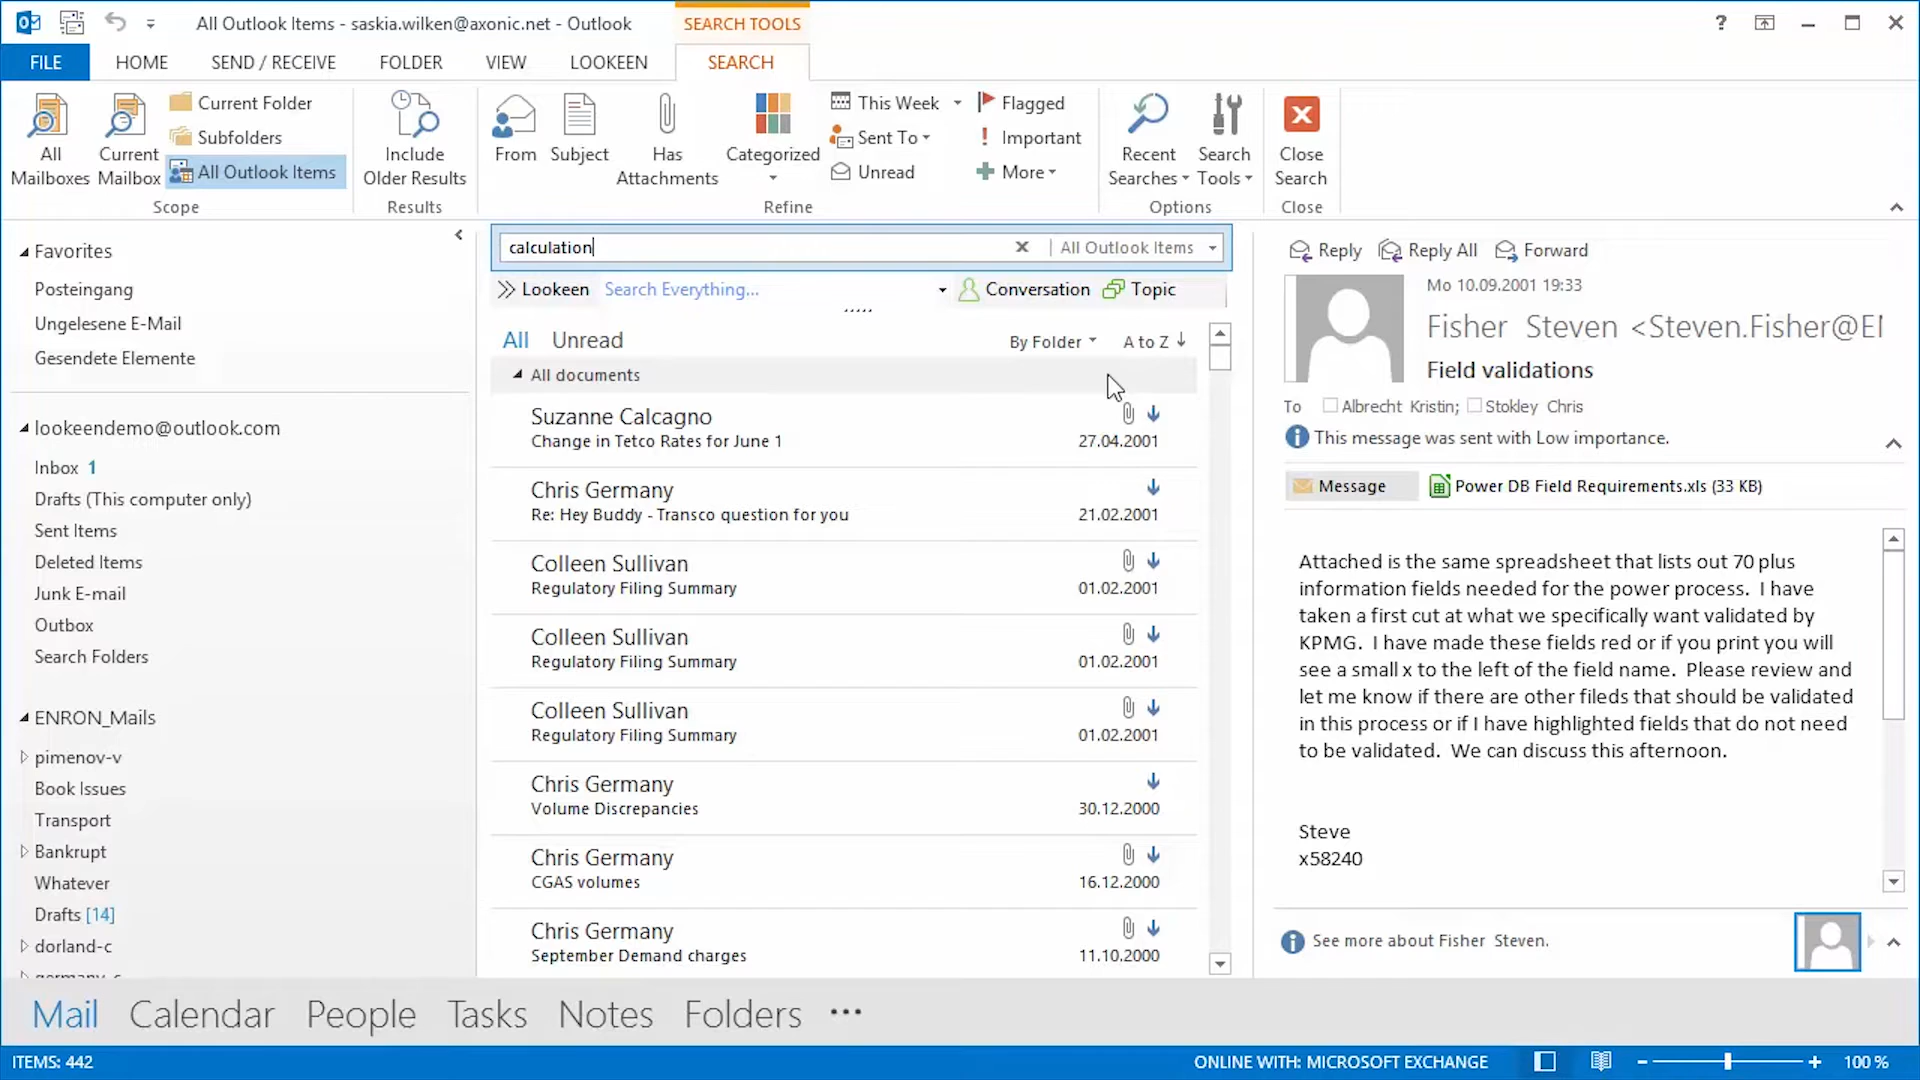 All Outlook Items - saskia.wilken@axonic.net - Outlook
SEARCH TOOLS
?
FILE
HOME
SEND / RECEIVE
FOLDER
VIEW
LOOKEEN
SEARCH
All Mailboxes
Current Mailbox
Current Folder
Subfolders
All Outlook Items
Scope
Include Older Results
Results
From
Subject
Has Attachments
Categorized
This Week
Sent To
Unread
Flagged
Important
More
Refine
Recent Searches
Search Tools
Options
Close Search
Close
Favorites
Posteingang
Ungelesene E-Mail
Gesendete Elemente
lookeendemo@outlook.com
Inbox 1
Drafts (This computer only)
Sent Items
Deleted Items
Junk E-mail
Outbox
Search Folders
ENRON_Mails
pimenov-v
Book Issues
Transport
Bankrupt
Whatever
Drafts [14]
dorland-c
calculation
All Outlook Items
Lookeen
Search Everything...
Conversation
Topic
All
Unread
By Folder
A to Z
All documents
Suzanne Calcagno
Change in Tetco Rates for June 1
27.04.2001
Chris Germany
Re: Hey Buddy - Transco question for you
21.02.2001
Colleen Sullivan
Regulatory Filing Summary
01.02.2001
Colleen Sullivan
Regulatory Filing Summary
01.02.2001
Colleen Sullivan
Regulatory Filing Summary
01.02.2001
Chris Germany
Volume Discrepancies
30.12.2000
Chris Germany
CGAS volumes
16.12.2000
Chris Germany
September Demand charges
11.10.2000
Reply
Reply All
Forward
Mo 10.09.2001 19:33
Fisher Steven <Steven.Fisher@
Field validations
To Albrecht Kristin; Stokley Chris
This message was sent with Low importance.
Message
Power DB Field Requirements.xls (33 KB)
Attached is the same spreadsheet that lists out 70 plus
information fields needed for the power process. I have
taken a first cut at what we specifically want validated by
KPMG. I have made these fields red or if you print you will
see a small x to the left of the field name. Please review and
let me know if there are other fileds that should be validated
in this process or if I have highlighted fields that do not need
to be validated. We can discuss this afternoon.
Steve
x58240
See more about Fisher Steven.
Mail
Calendar
People
Tasks
Notes
Folders
ITEMS: 442
ONLINE WITH: MICROSOFT EXCHANGE
100 %